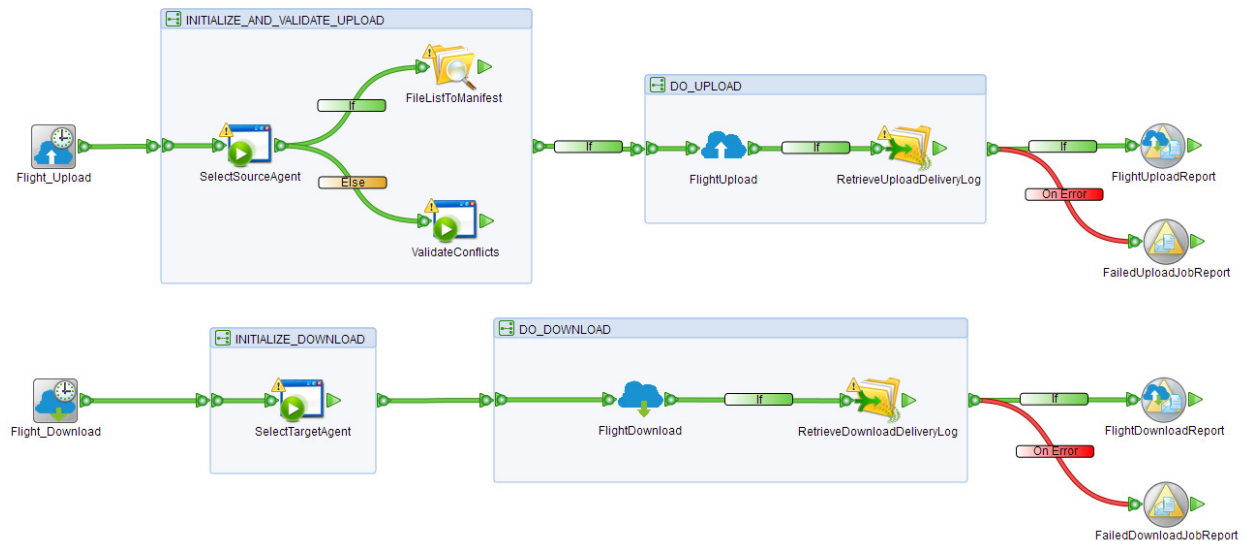 INITIALIZE_AND_VALIDATE_UPLOAD
FileListToManifest
If
DO_UPLOAD
Flight_Upload
SelectSourceAgent
Else
ValidateConflicts
If
FlightUpload
If
RetrieveUploadDeliveryLog
If
FlightUploadReport
On Error
FailedUploadJobReport
INITIALIZE_DOWNLOAD
DO_DOWNLOAD
Flight_Download
SelectTargetAgent
FlightDownload
If
RetrieveDownloadDeliveryLog
If
FlightDownloadReport
On Error
FailedDownloadJobReport